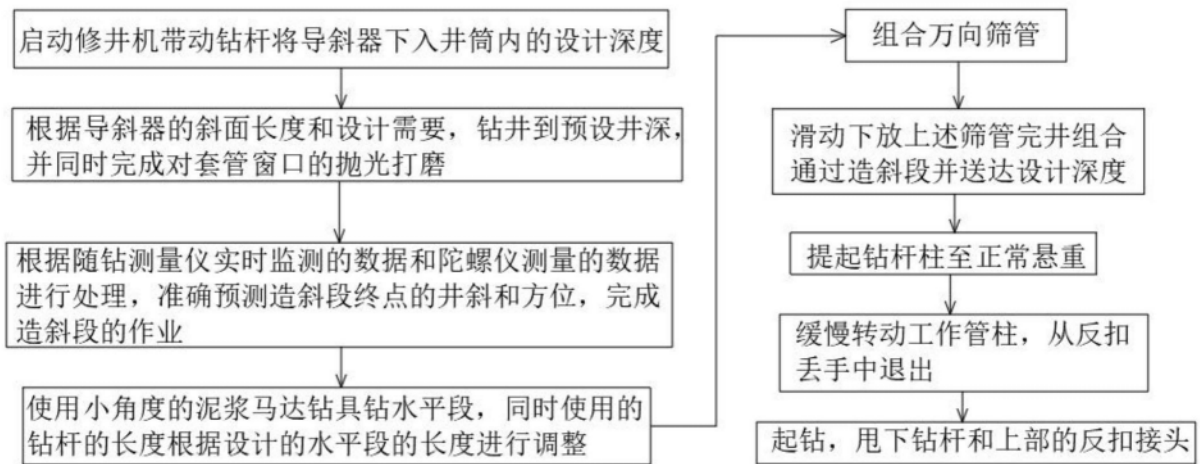 启动修井机带动钻杆将导斜器下入井筒内的设计深度
根据导斜器的斜面长度和设计需要，钻井到预设井深，
并同时完成对套管窗口的抛光打磨
根据随钻测量仪实时监测的数据和陀螺仪测量的数据
进行处理，准确预测造斜段终点的井斜和方位，完成
造斜段的作业
使用小角度的泥浆马达钻具钻水平段，同时使用的
钻杆的长度根据设计的水平段的长度进行调整
组合万向筛管
滑动下放上述筛管完井组合
通过造斜段并送达设计深度
提起钻杆柱至正常悬重
缓慢转动工作管柱，从反扣
丢手中退出
起钻，甩下钻杆和上部的反扣接头